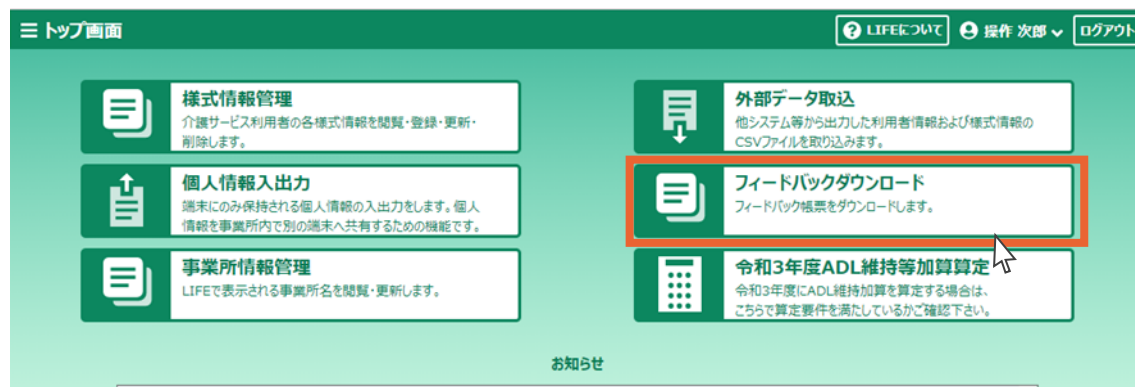 トップ画面
? LIFEについて
操作 次郎
ログアウト
様式情報管理
介護サービス利用者の各様式情報を閲覧・登録・更新・
削除します。
外部データ取込
他システム等から出力した利用者情報および様式情報の
CSVファイルを取り込みます。
個人情報入出力
端末にのみ保持される個人情報の入出力をします。個人
情報を事業所内で別の端末へ共有するための機能です。
フィードバックダウンロード
フィードバック帳票をダウンロードします。
事業所情報管理
LIFEで表示される事業所名を閲覧・更新します。
令和3年度ADL維持等加算算定
令和3年度にADL維持加算を算定する場合は、
こちらで算定要件を満たしているかご確認下さい。
お知らせ